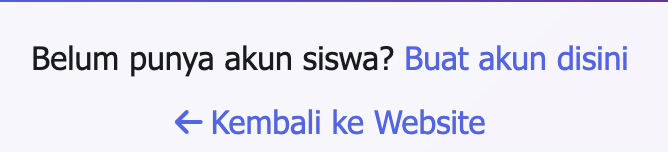 Belum punya akun siswa? Buat akun disini
← Kembali ke Website